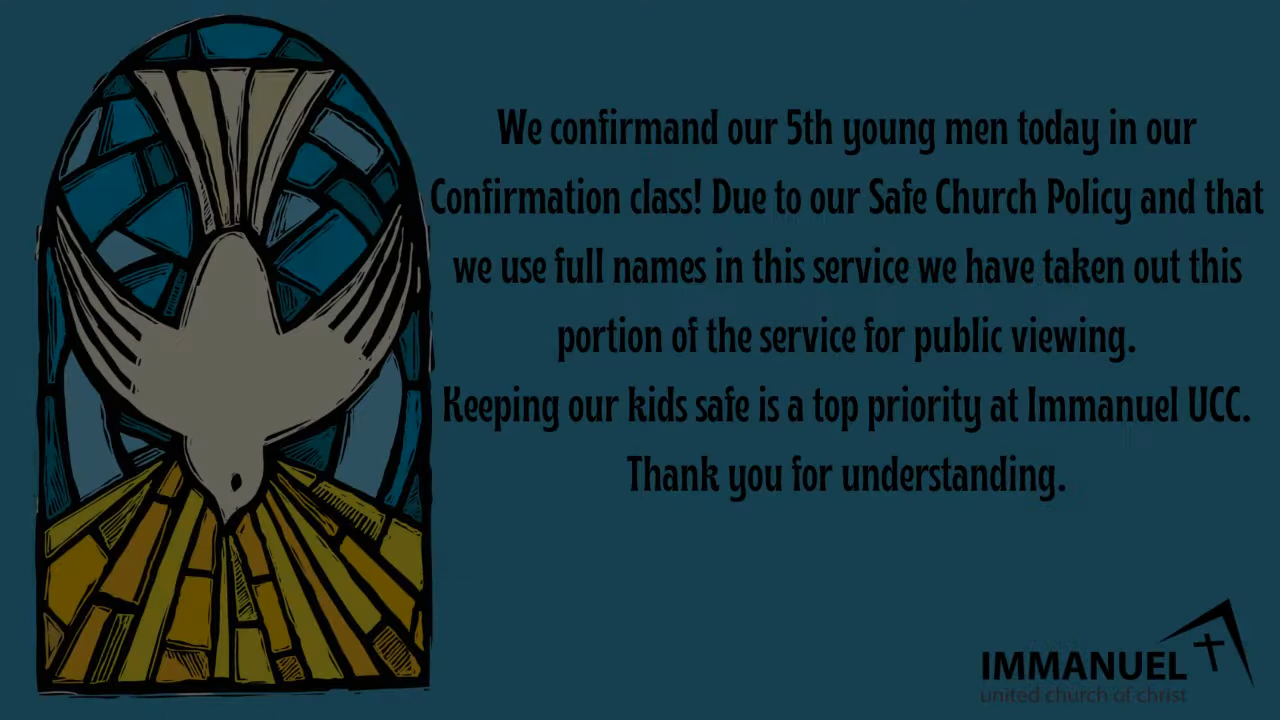 We confirmand our 5th young men today in our
Confirmation class! Due to our Safe Church Policy and that
we use full names in this service we have taken out this
portion of the service for public viewing.
Keeping our kids safe is a top priority at Immanuel UCC.
Thank you for understanding.
IMMANUEL
united church of christ